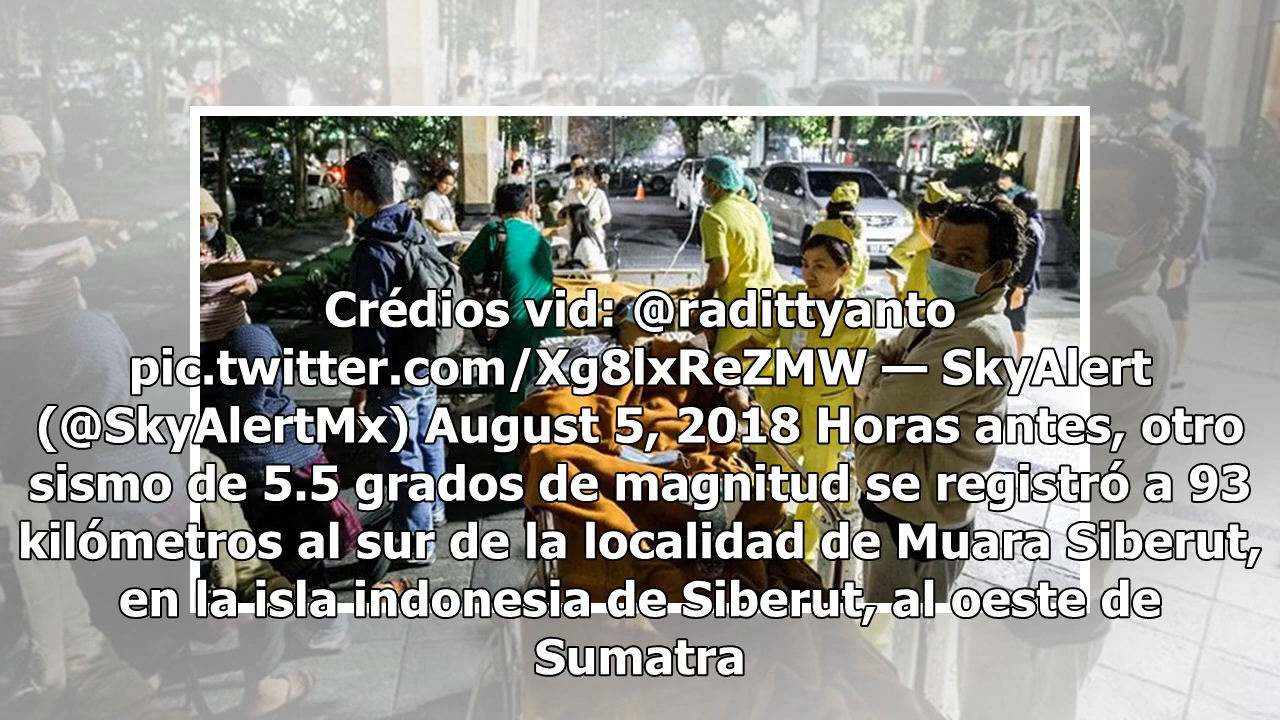 Crédios vid: @radittyanto
pic.twitter.com/Xg8lxReZMW — SkyAlert
(@SkyAlertMx) August 5, 2018 Horas antes, otro
sismo de 5.5 grados de magnitud se registró a 93
kilómetros al sur de la localidad de Muara Siberut,
en la isla indonesia de Siberut, al oeste de
Sumatra